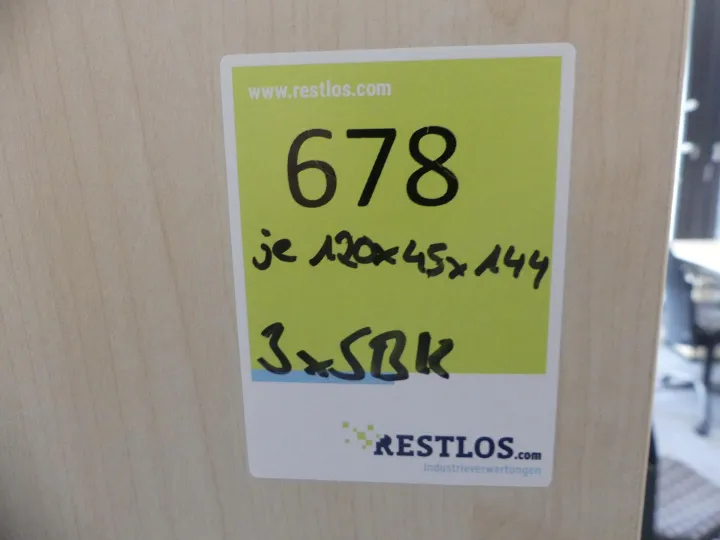 www.restlos.com
678
je 120x45x144
3xSBK
RESTLOS.com
Industrieverwertungen